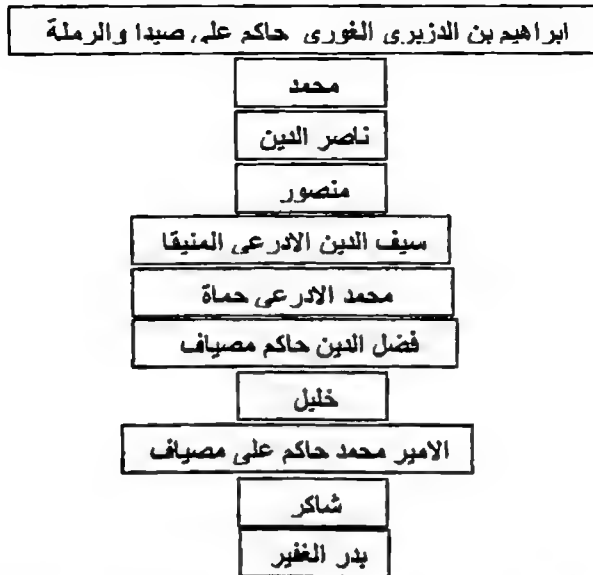 ابراهيم بن الدزيرى الغورى حاكم على صيدا والرملة
محمد
ناصر الدين
منصور
سيف الدين الادرعى المنيقا
محمد الادرعى حماة
فضل الدين حاكم مصياف
خليل
الامير محمد حاكم على مصياف
شاكر
بدر الغفير